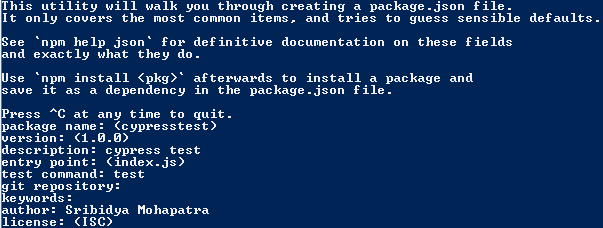 This utility will walk you through creating a package.json file.
It only covers the most common items, and tries to guess sensible defaults.
See `npm help json` for definitive documentation on these fields
and exactly what they do.
Use `npm install <pkg>` afterwards to install a package and
save it as a dependency in the package.json file.
Press ^C at any time to quit.
package name: (cypresstest)
version: (1.0.0)
description: cypress test
entry point: (index.js)
test command: test
git repository:
keywords:
author: Sribidya Mohapatra
license: (ISC)